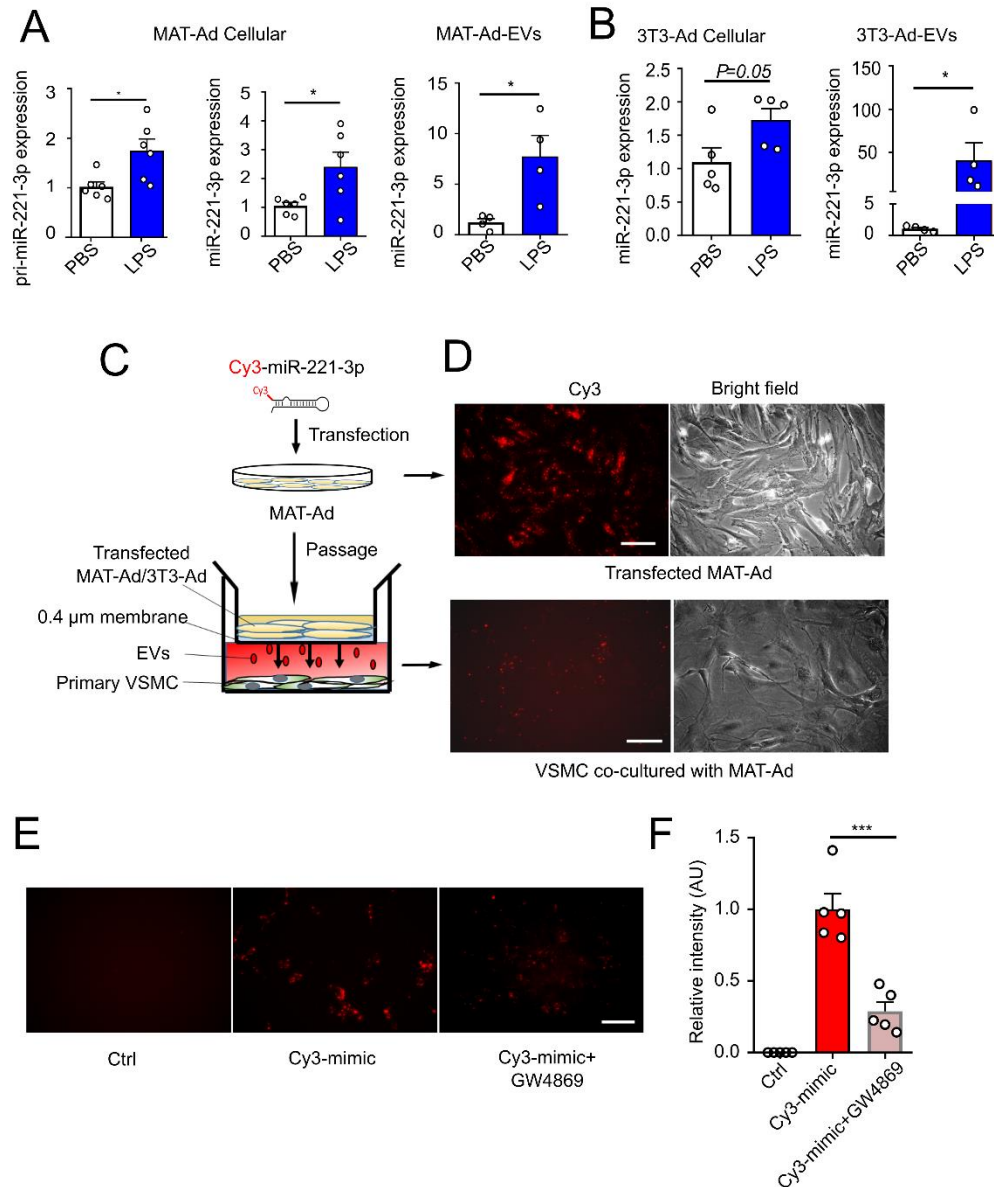 A
MAT-Ad Cellular
MAT-Ad-EVs
pri-miR-221-3p expression
3
2
1
0
*
PBS
LPS
miR-221-3p expression
5
4
3
2
1
0
*
PBS
LPS
miR-221-3p expression
15
10
5
0
*
PBS
LPS
B
3T3-Ad Cellular
3T3-Ad-EVs
miR-221-3p expression
2.5
2.0
1.5
1.0
0.5
0.0
P=0.05
PBS
LPS
miR-221-3p expression
150
100
50
5
0
*
PBS
LPS
C
Cy3-miR-221-3p
Cy3
Transfection
MAT-Ad
Passage
Transfected
MAT-Ad/3T3-Ad
0.4 μm membrane
EVs
Primary VSMC
D
Cy3
Bright field
Transfected MAT-Ad
VSMC co-cultured with MAT-Ad
E
Ctrl
Cy3-mimic
Cy3-mimic+
GW4869
F
Relative intensity (AU)
1.5
1.0
0.5
0.0
***
Ctrl
Cy3-mimic
Cy3-mimic+GW4869